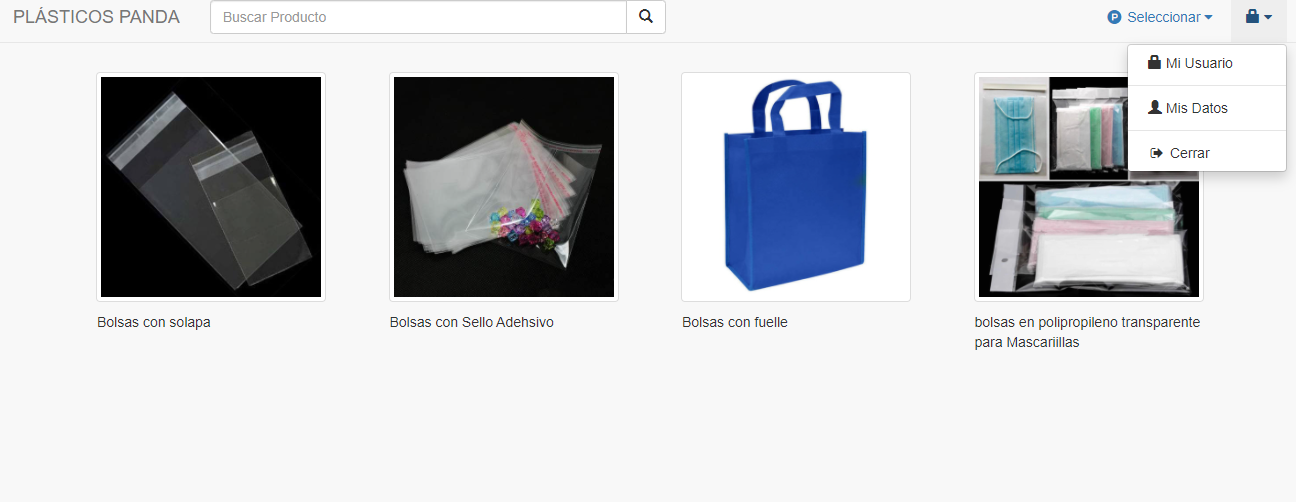 PLÁSTICOS PANDA
Buscar Producto
P Seleccionar
Mi Usuario
Mis Datos
Cerrar
Bolsas con solapa
Bolsas con Sello Adehsivo
Bolsas con fuelle
bolsas en polipropileno transparente
para Mascariillas